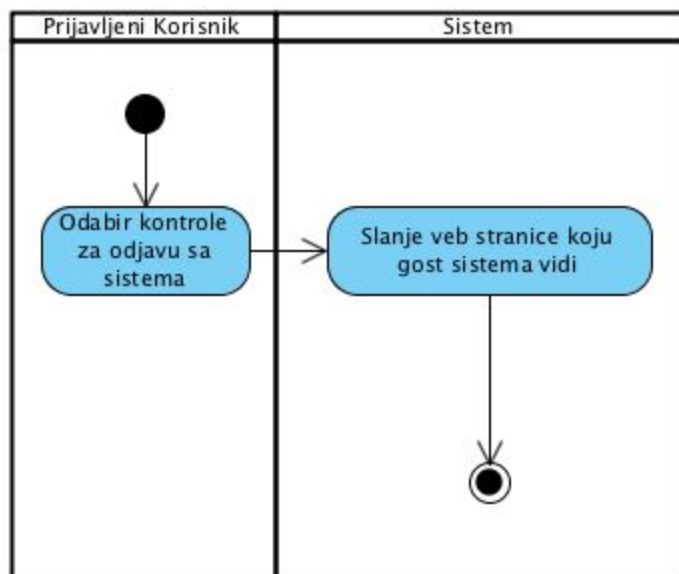 Prijavljeni Korisnik
Sistem
Odabir kontrole
za odjavu sa
sistema
Slanje veb stranice koju
gost sistema vidi